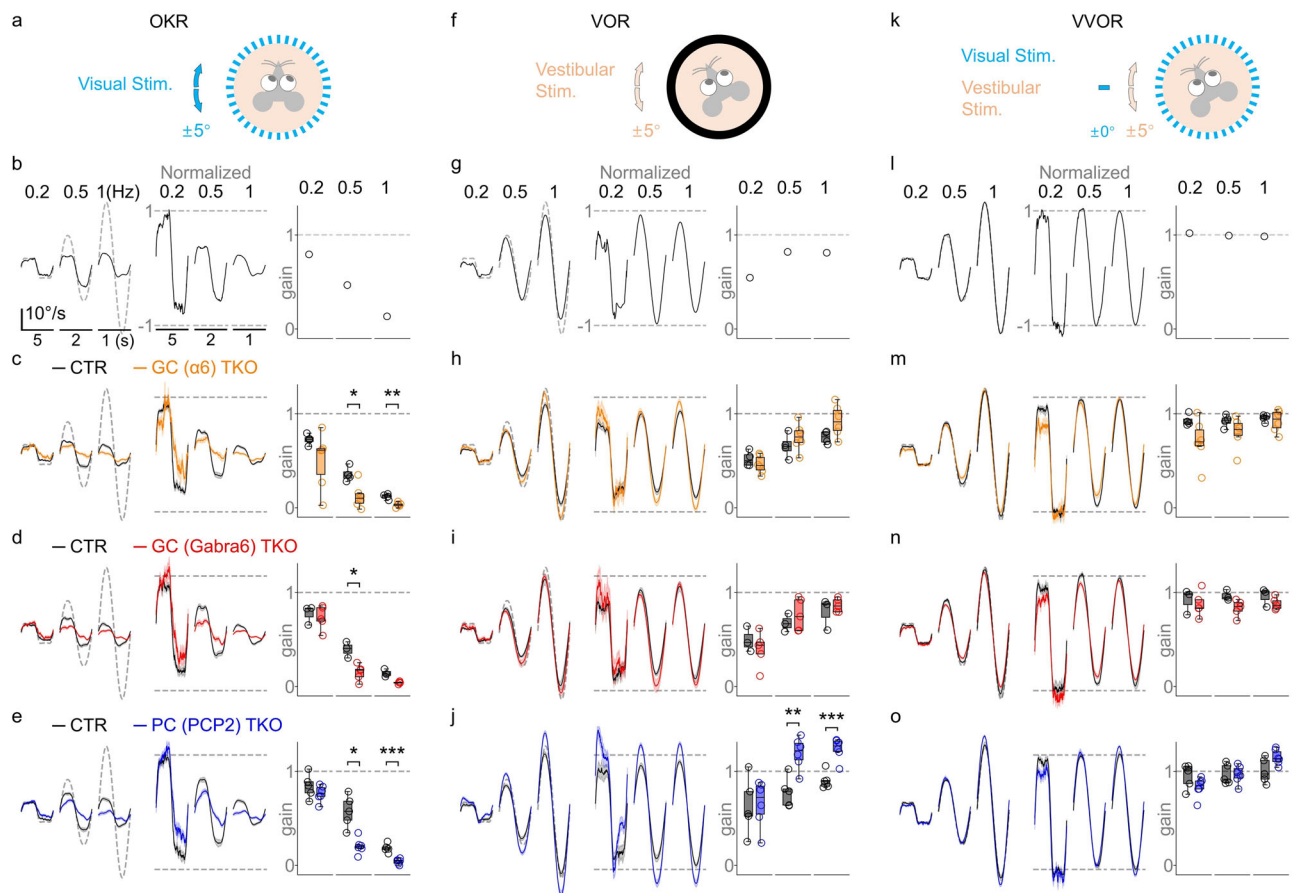 a OKR f VOR k VVOR
Visual Stim.
±5°
Vestibular
Stim.
±5°
Visual Stim.
Vestibular
Stim.
±0° ±5°
b Normalized g Normalized l Normalized
0.2 0.5 1(Hz) 0.2 0.5 1 0.2 0.5 1
0.2 0.5 1 0.2 0.5 1 0.2 0.5 1
0.2 0.5 1 0.2 0.5 1 0.2 0.5 1
1 1
gain
0
-1
10°/s
5 2 1 (s) 5 2 1
1 1
gain
0
-1
1 1
gain
0
-1
c CTR GC (α6) TKO h m
* **
1
gain
0
1
gain
0
1
gain
0
d CTR GC (Gabra6) TKO i n
*
1
gain
0
1
gain
0
1
gain
0
e CTR PC (PCP2) TKO j o
* ***
1
gain
0
** ***
1
gain
0
1
gain
0